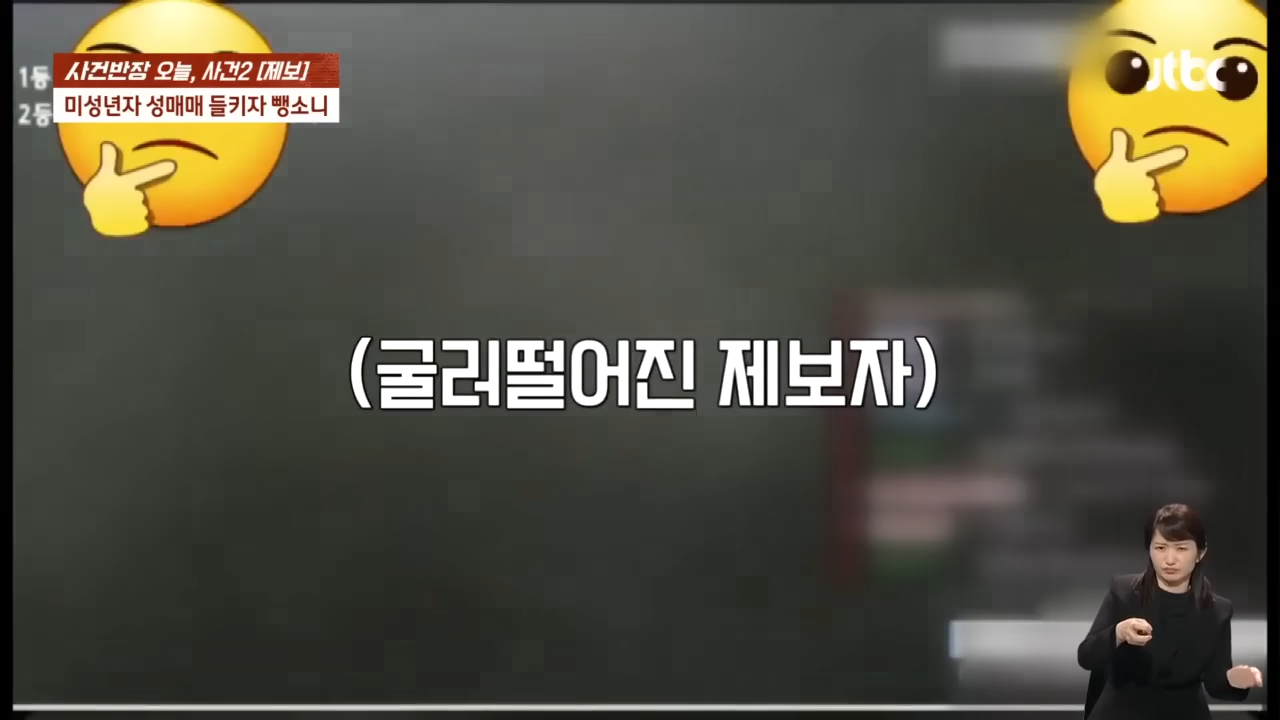 사건반장 오늘, 사건2 [제보]
jtbc
1등
미성년자 성매매 들키자 뺑소니
2등
(굴러떨어진 제보자)